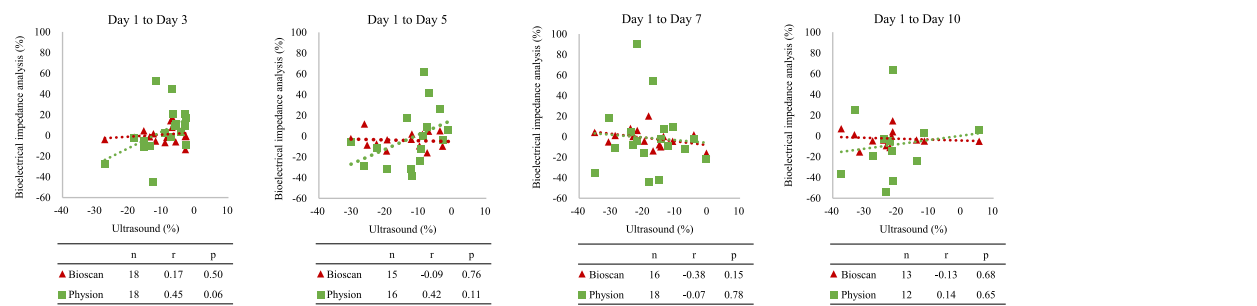 Day 1 to Day 3
Bioelectrical impedance analysis (%)
100
80
60
40
20
0
-20
-40
-60
-40 -30 -20 -10 0 10
Ultrasound (%)
n r p
Bioscan 18 0.17 0.50
Physion 18 0.45 0.06
Day 1 to Day 5
Bioelectrical impedance analysis (%)
100
80
60
40
20
0
-20
-40
-60
-40 -30 -20 -10 0 10
Ultrasound (%)
n r p
Bioscan 15 -0.09 0.76
Physion 16 0.42 0.11
Day 1 to Day 7
Bioelectrical impedance analysis (%)
100
80
60
40
20
0
-20
-40
-60
-40 -30 -20 -10 0 10
Ultrasound (%)
n r p
Bioscan 16 -0.38 0.15
Physion 18 -0.07 0.78
Day 1 to Day 10
Bioelectrical impedance analysis (%)
100
80
60
40
20
0
-20
-40
-60
-40 -30 -20 -10 0 10
Ultrasound (%)
n r p
Bioscan 13 -0.13 0.68
Physion 12 0.14 0.65